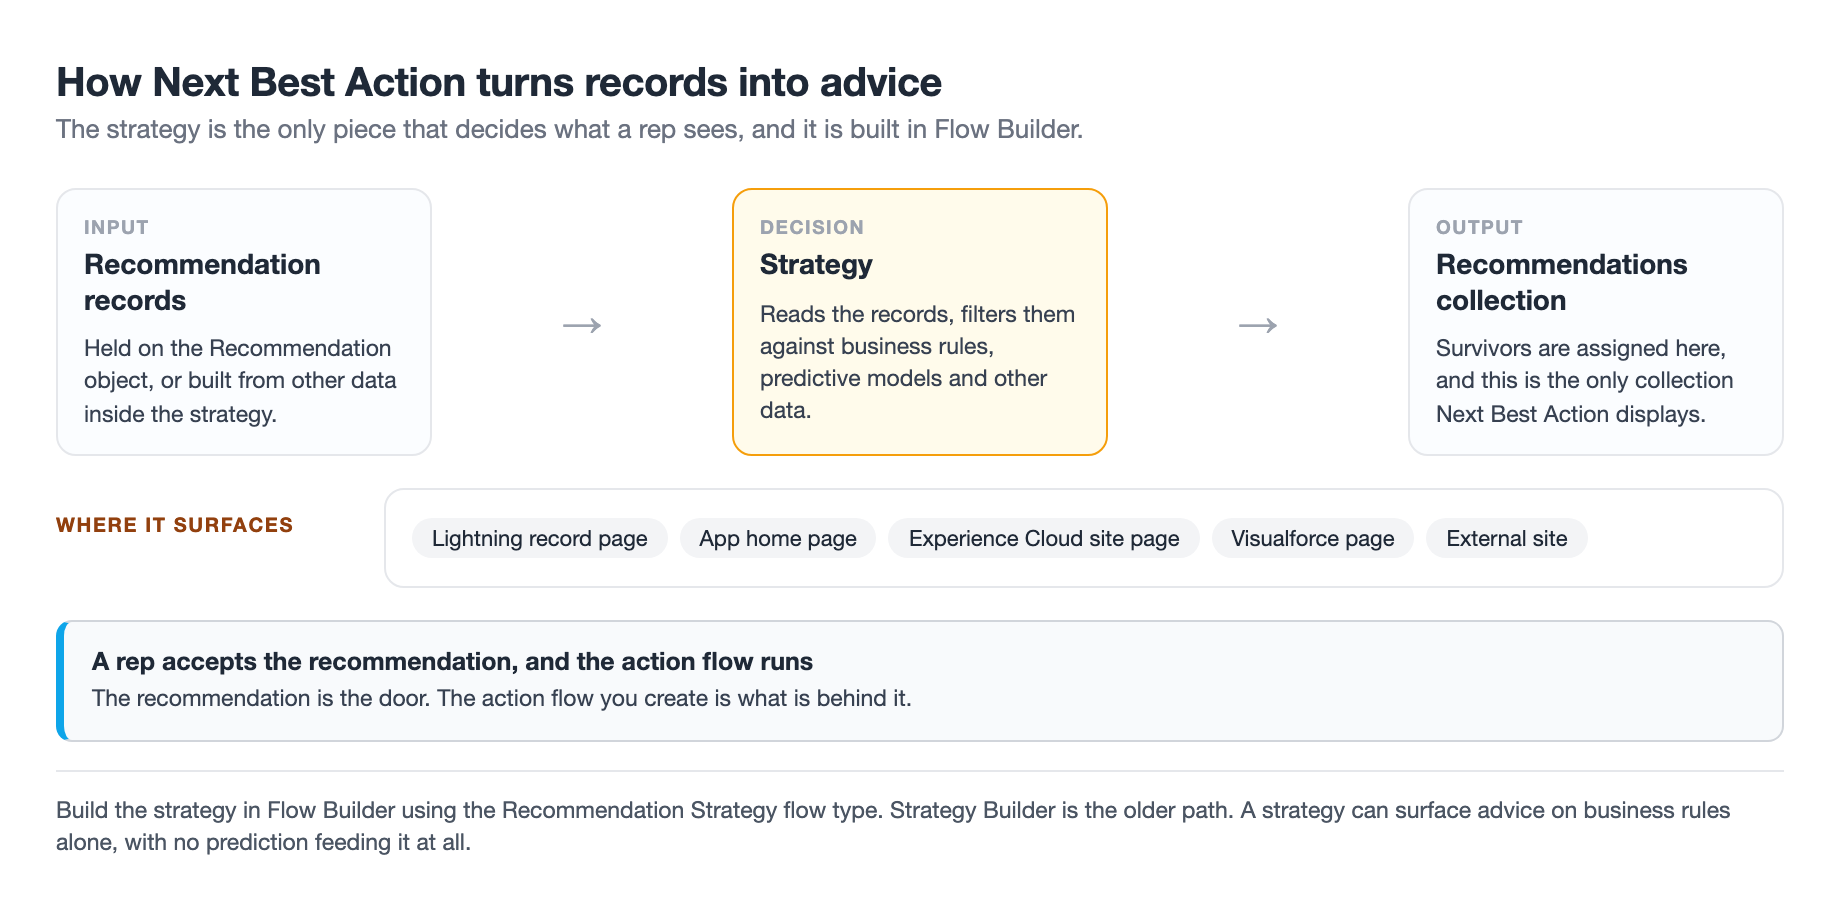 How Next Best Action turns records into advice
The strategy is the only piece that decides what a rep sees, and it is built in Flow Builder.
INPUT
Recommendation
records
Held on the Recommendation
object, or built from other data
inside the strategy.
→
DECISION
Strategy
Reads the records, filters them
against business rules,
predictive models and other
data.
→
OUTPUT
Recommendations
collection
Survivors are assigned here,
and this is the only collection
Next Best Action displays.
WHERE IT SURFACES
Lightning record page
App home page
Experience Cloud site page
Visualforce page
External site
A rep accepts the recommendation, and the action flow runs
The recommendation is the door. The action flow you create is what is behind it.
Build the strategy in Flow Builder using the Recommendation Strategy flow type. Strategy Builder is the older path. A strategy can surface advice on business rules
alone, with no prediction feeding it at all.